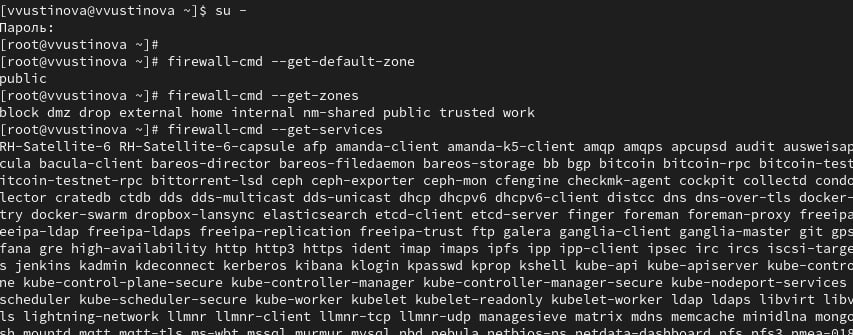 [vvustinova@vvustinova ~]$ su -
Пароль:
[root@vvustinova ~]#
[root@vvustinova ~]# firewall-cmd --get-default-zone
public
[root@vvustinova ~]# firewall-cmd --get-zones
block dmz drop external home internal nm-shared public trusted work
[root@vvustinova ~]# firewall-cmd --get-services
RH-Satellite-6 RH-Satellite-6-capsule afp amanda-client amanda-k5-client amqp amqps apcupsd audit ausweisap
cula bacula-client bareos-director bareos-filedaemon bareos-storage bb bgp bitcoin bitcoin-rpc bitcoin-test
itcoin-testnet-rpc bittorrent-lsd ceph ceph-exporter ceph-mon cfengine checkmk-agent cockpit collectd condo
lector cratedb ctdb dds dds-multicast dds-unicast dhcp dhcpv6 dhcpv6-client distcc dns dns-over-tls docker-
try docker-swarm dropbox-lansync elasticsearch etcd-client etcd-server finger foreman foreman-proxy freeipa
eeipa-ldap freeipa-ldaps freeipa-replication freeipa-trust ftp galera ganglia-client ganglia-master git gps
fana gre high-availability http http3 https ident imap imaps ipfs ipp ipp-client ipsec irc ircs iscsi-targe
s jenkins kadmin kdeconnect kerberos kibana klogin kpasswd kprop kshell kube-api kube-apiserver kube-contro
ne kube-control-plane-secure kube-controller-manager kube-controller-manager-secure kube-nodeport-services
scheduler kube-scheduler-secure kube-worker kubelet kubelet-readonly kubelet-worker ldap ldaps libvirt libv
ls lightning-network llmnr llmnr-client llmnr-tcp llmnr-udp managesieve matrix mdns memcache minidlna mongo
sh mountd mqtt mqtt-tls ms-wbt mssql murmur mysql nbd nebula netbios-ns netdata-dashboard nfs nfs3 nmea-018